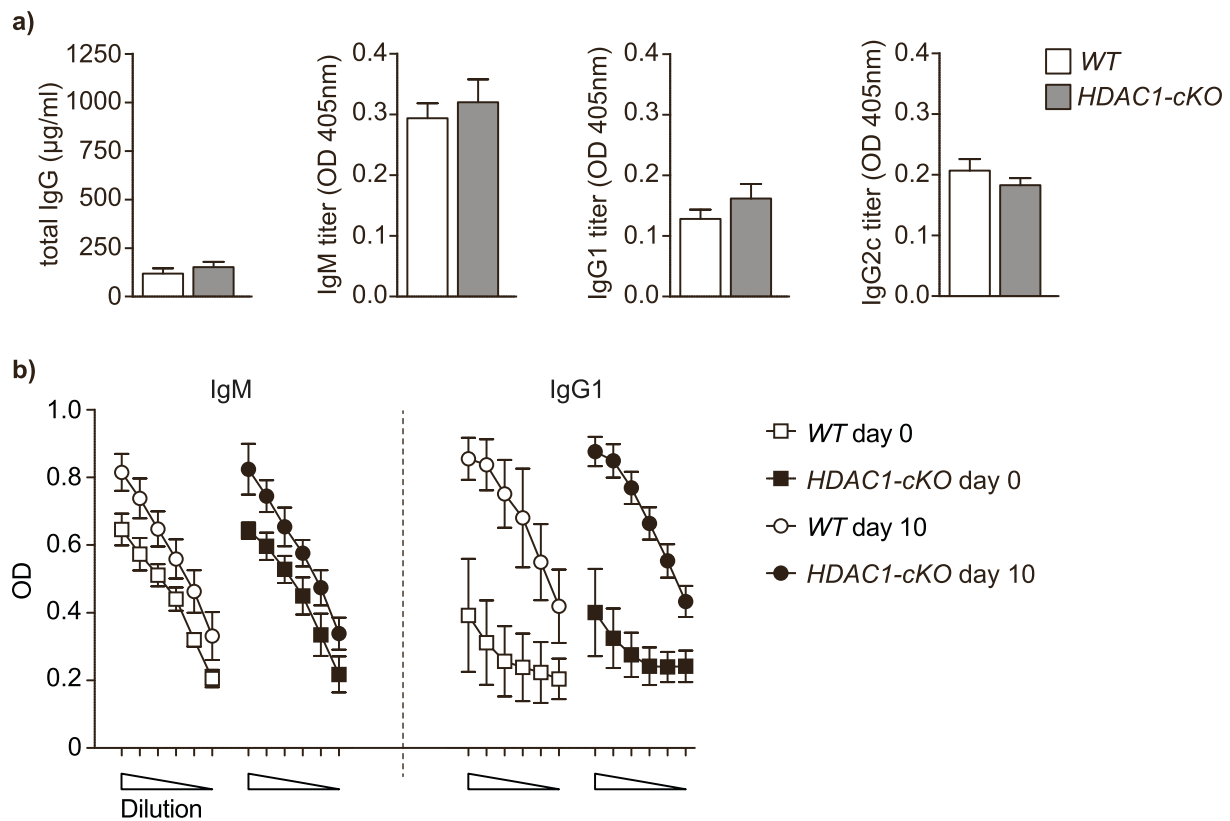 a)
total IgG (µg/ml)
1250
1000
750
500
250
0
IgM titer (OD 405nm)
0.4
0.3
0.2
0.1
0.0
IgG1 titer (OD 405nm)
0.4
0.3
0.2
0.1
0.0
IgG2c titer (OD 405nm)
0.4
0.3
0.2
0.1
0.0
WT
HDAC1-cKO
b)
IgM
IgG1
OD
1.0
0.8
0.6
0.4
0.2
0
Dilution
WT day 0
HDAC1-cKO day 0
WT day 10
HDAC1-cKO day 10